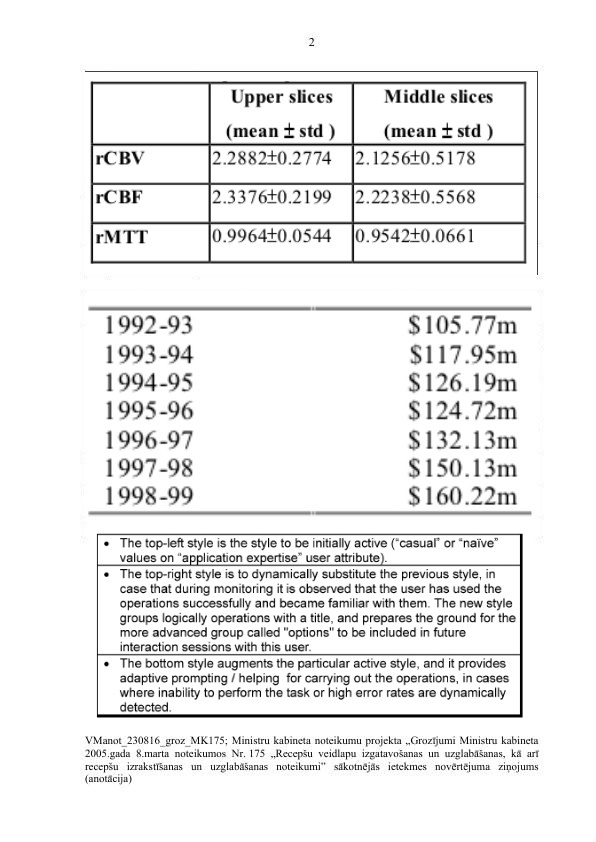 2
Upper slices Middle slices
(mean ± std ) (mean ± std )
rCBV 2.2882±0.2774 2.1256±0.5178
rCBF 2.3376±0.2199 2.2238±0.5568
rMTT 0.9964±0.0544 0.9542±0.0661
1992-93 $105.77m
1993-94 $117.95m
1994-95 $126.19m
1995-96 $124.72m
1996-97 $132.13m
1997-98 $150.13m
1998-99 $160.22m
• The top-left style is the style to be initially active (“casual” or “naïve”
values on “application expertise” user attribute).
• The top-right style is to dynamically substitute the previous style, in
case that during monitoring it is observed that the user has used the
operations successfully and became familiar with them. The new style
groups logically operations with a title, and prepares the ground for the
more advanced group called "options" to be included in future
interaction sessions with this user.
• The bottom style augments the particular active style, and it provides
adaptive prompting / helping for carrying out the operations, in cases
where inability to perform the task or high error rates are dynamically
detected.
VManot_230816_groz_MK175; Ministru kabineta noteikumu projekta „Grozījumi Ministru kabineta
2005.gada 8.marta noteikumos Nr. 175 „Recepšu veidlapu izgatavošanas un uzglabāšanas, kā arī
recepšu izrakstīšanas un uzglabāšanas noteikumi” sākotnējās ietekmes novērtējuma ziņojums
(anotācija)